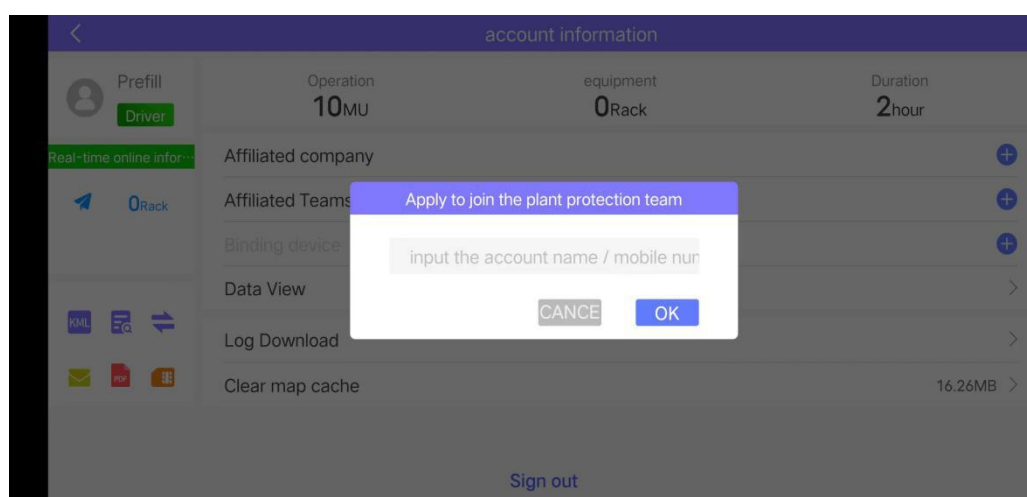 account information
Prefill
Driver
Operation
10MU
equipment
0Rack
Duration
2hour
Real-time online infor...
0Rack
Affiliated company
Affiliated Teams
Binding device
Data View
Log Download
Clear map cache
16.26MB
Apply to join the plant protection team
input the account name / mobile nur
CANCE
OK
KML
PDF
Sign out